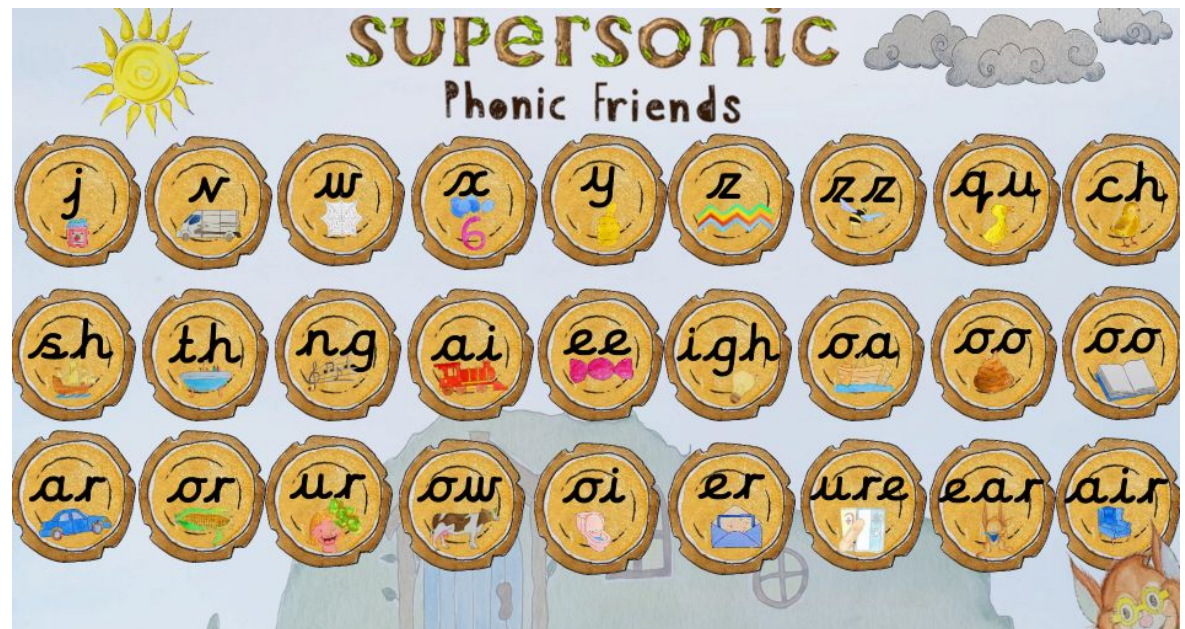 supersonic
Phonic Friends
j v w x y z zz qu ch
6
sh th ng ai ee igh oa oo oo
ar or ur ow oi er ure ear air